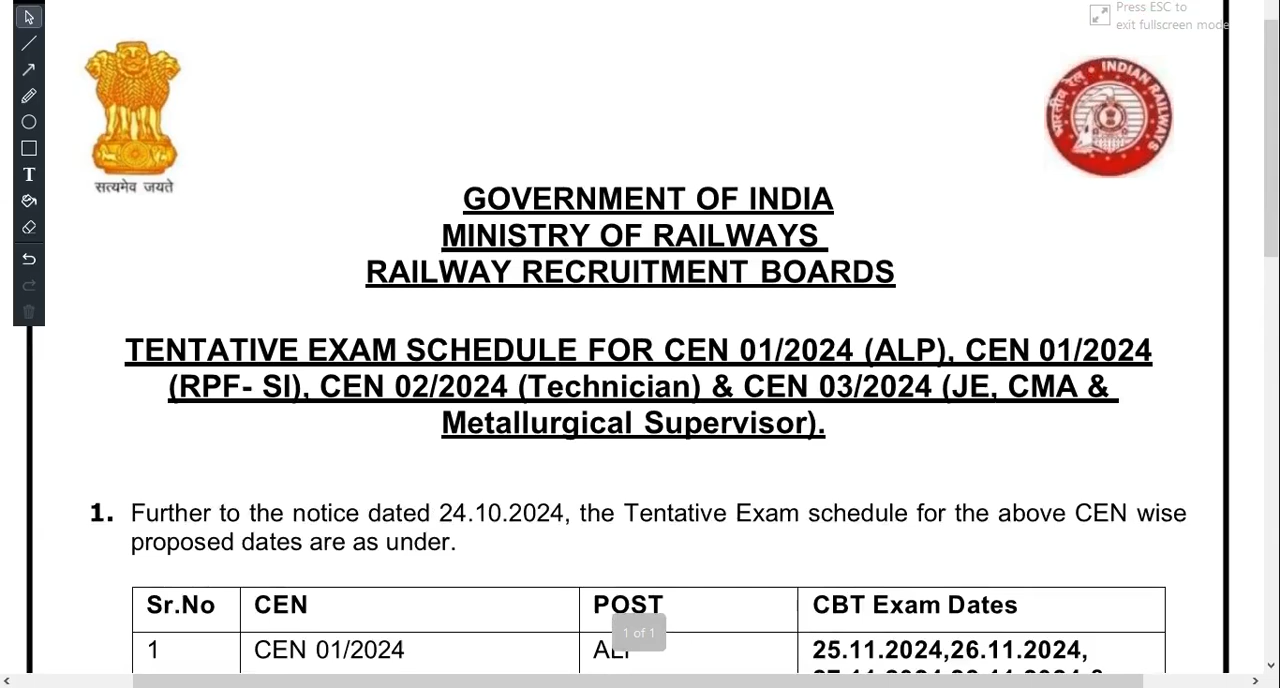 Press ESC to
exit fullscreen mode
T
सत्यमेव जयते
भारतीय रेल • INDIAN RAILWAYS
GOVERNMENT OF INDIA
MINISTRY OF RAILWAYS
RAILWAY RECRUITMENT BOARDS
TENTATIVE EXAM SCHEDULE FOR CEN 01/2024 (ALP), CEN 01/2024
(RPF- SI), CEN 02/2024 (Technician) & CEN 03/2024 (JE, CMA &
Metallurgical Supervisor).
1. Further to the notice dated 24.10.2024, the Tentative Exam schedule for the above CEN wise
proposed dates are as under.
Sr.No CEN POST CBT Exam Dates
1 of 1
1 CEN 01/2024 ALP 25.11.2024,26.11.2024,